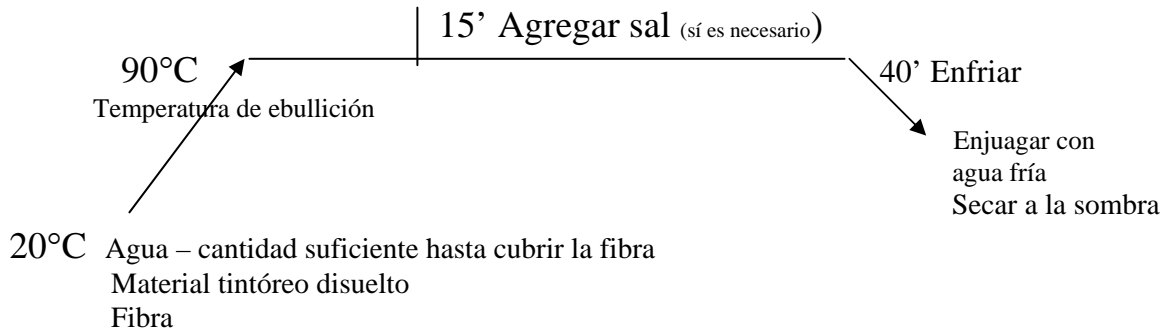 15’ Agregar sal (sí es necesario)
90°C
40’ Enfriar
Temperatura de ebullición
Enjuagar con
agua fría
Secar a la sombra
20°C Agua – cantidad suficiente hasta cubrir la fibra
Material tintóreo disuelto
Fibra